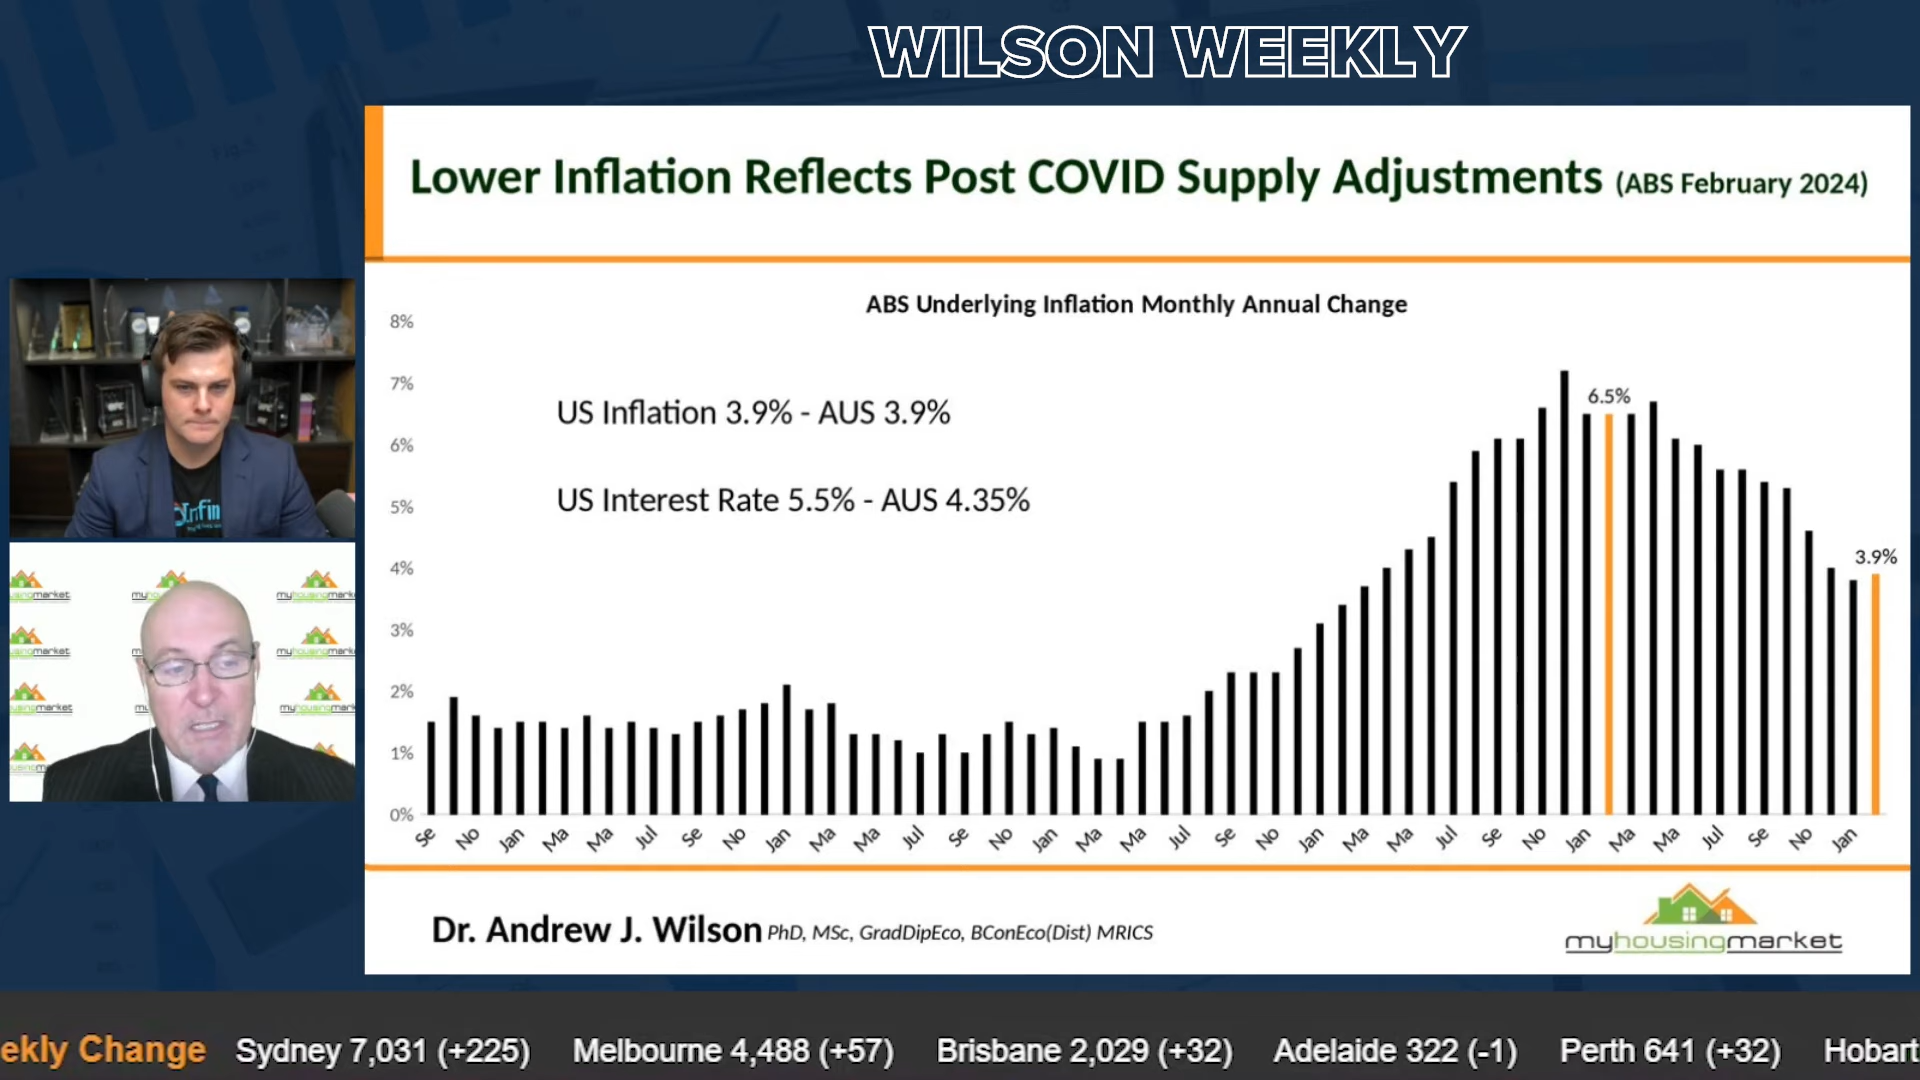 WILSON WEEKLY
Lower Inflation Reflects Post COVID Supply Adjustments (ABS February 2024)
ABS Underlying Inflation Monthly Annual Change
8%
7%
6%
5%
4%
3%
2%
1%
0%
US Inflation 3.9% - AUS 3.9%
US Interest Rate 5.5% - AUS 4.35%
6.5%
3.9%
Se No Jan Ma Ma Jul Se No Jan Ma Ma Jul Se No Jan Ma Ma Jul Se No Jan Ma Ma Jul Se No Jan Ma Ma Jul Se No Jan
Dr. Andrew J. Wilson PhD, MSc, GradDipEco, BConEco(Dist) MRICS
myhousingmarket
ekly Change Sydney 7,031 (+225) Melbourne 4,488 (+57) Brisbane 2,029 (+32) Adelaide 322 (-1) Perth 641 (+32) Hobart